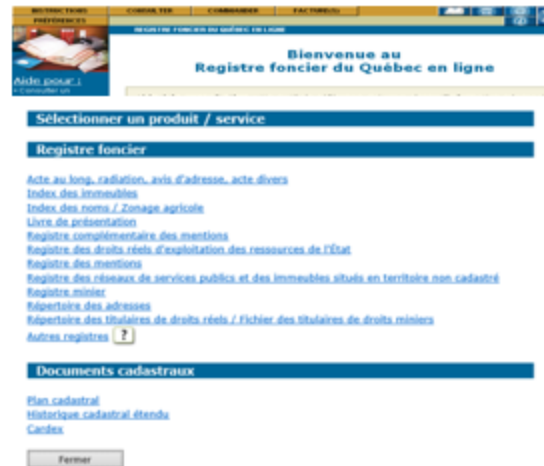 INSTRUCTIONS CONSULTER COMMANDER FACTURE(S)
PRÉFÉRENCES
REGISTRE FONCIER DU QUÉBEC EN LIGNE
Bienvenue au
Registre foncier du Québec en ligne
Aide pour :
Consulter un
Sélectionner un produit / service
Registre foncier
Acte au long, radiation, avis d'adresse, acte divers
Index des immeubles
Index des noms / Zonage agricole
Livre de présentation
Registre complémentaire des mentions
Registre des droits réels d'exploitation des ressources de l'État
Registre des mentions
Registre des réseaux de services publics et des immeubles situés en territoire non cadastré
Registre minier
Répertoire des adresses
Répertoire des titulaires de droits réels / Fichier des titulaires de droits miniers
Autres registres ?
Documents cadastraux
Plan cadastral
Historique cadastral étendu
Cardex
Fermer